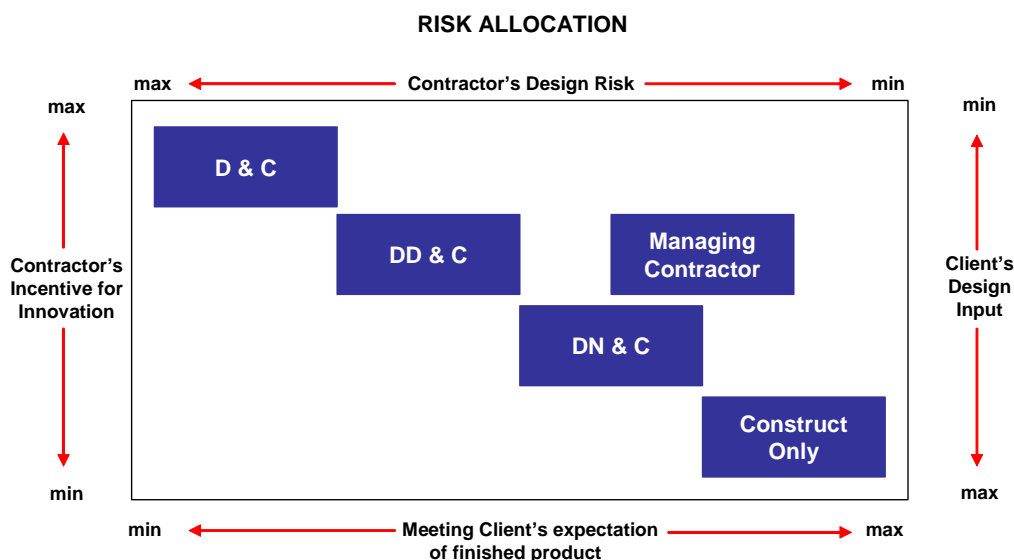 RISK ALLOCATION
max
Contractor's Design Risk
min
max
min
D & C
DD & C
Managing
Contractor
Contractor's
Incentive for
Innovation
Client's
Design
Input
DN & C
Construct
Only
min
max
min
Meeting Client's expectation
of finished product
max